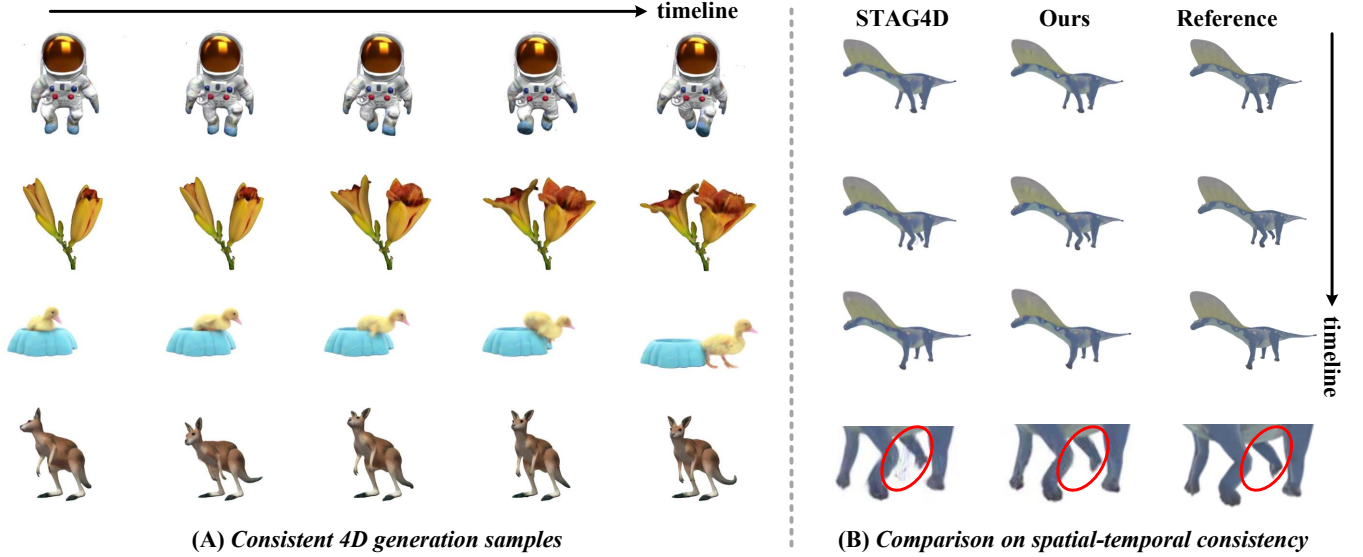 timeline
STAG4D Ours Reference
timeline
(A) Consistent 4D generation samples
(B) Comparison on spatial-temporal consistency